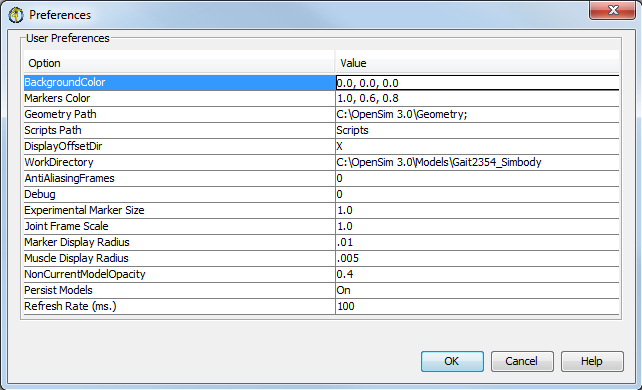 Preferences
User Preferences
Option Value
BackgroundColor 0.0, 0.0, 0.0
Markers Color 1.0, 0.6, 0.8
Geometry Path C:\OpenSim 3.0\Geometry;
Scripts Path Scripts
DisplayOffsetDir X
WorkDirectory C:\OpenSim 3.0\Models\Gait2354_Simbody
AntiAliasingFrames 0
Debug 0
Experimental Marker Size 1.0
Joint Frame Scale 1.0
Marker Display Radius .01
Muscle Display Radius .005
NonCurrentModelOpacity 0.4
Persist Models On
Refresh Rate (ms.) 100
OK Cancel Help